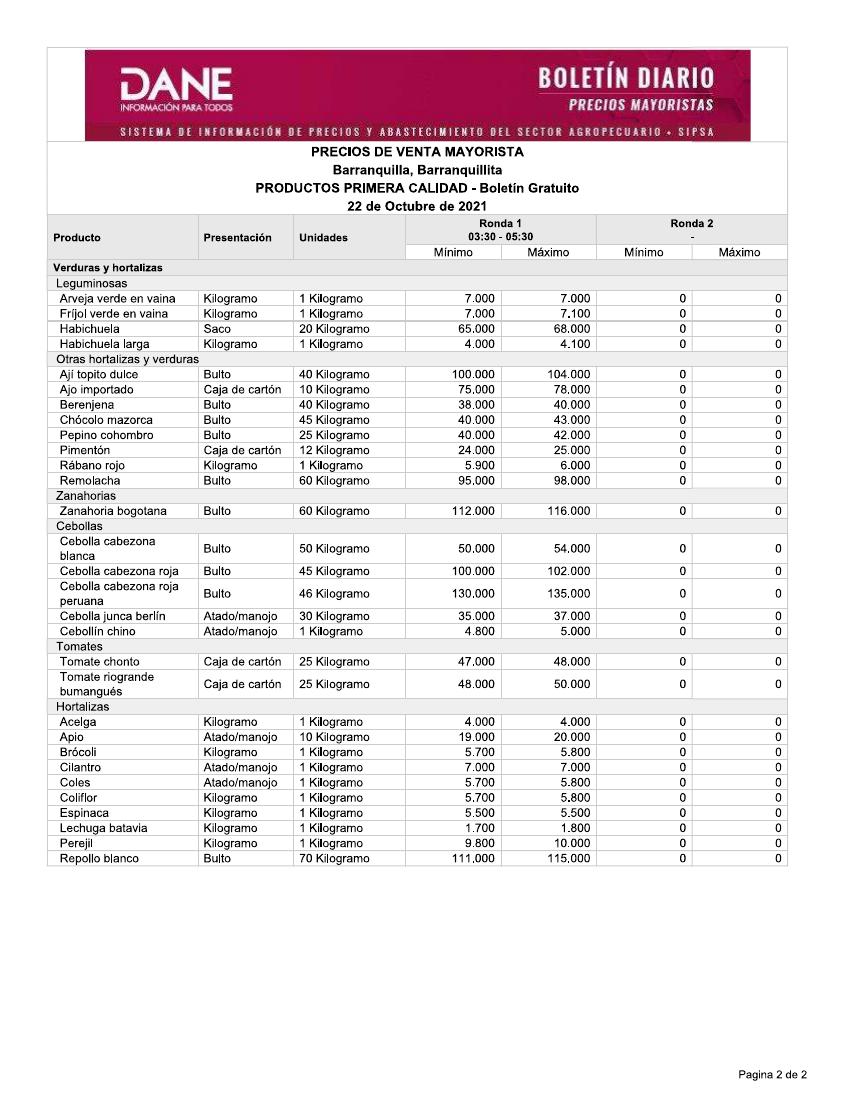 DANE
INFORMACIÓN PARA TODOS
BOLETÍN DIARIO
PRECIOS MAYORISTAS
SISTEMA DE INFORMACIÓN DE PRECIOS Y ABASTECIMIENTO DEL SECTOR AGROPECUARIO • SIPSA
PRECIOS DE VENTA MAYORISTA
Barranquilla, Barranquillita
PRODUCTOS PRIMERA CALIDAD - Boletín Gratuito
22 de Octubre de 2021
Producto Presentación Unidades Ronda 1 Ronda 2
03:30 - 05:30 -
Mínimo Máximo Mínimo Máximo
Verduras y hortalizas
Leguminosas
Arveja verde en vaina Kilogramo 1 Kilogramo 7.000 7.000 0 0
Fríjol verde en vaina Kilogramo 1 Kilogramo 7.000 7.100 0 0
Habichuela Saco 20 Kilogramo 65.000 68.000 0 0
Habichuela larga Kilogramo 1 Kilogramo 4.000 4.100 0 0
Otras hortalizas y verduras
Ají topito dulce Bulto 40 Kilogramo 100.000 104.000 0 0
Ajo importado Caja de cartón 10 Kilogramo 75.000 78.000 0 0
Berenjena Bulto 40 Kilogramo 38.000 40.000 0 0
Chócolo mazorca Bulto 45 Kilogramo 40.000 43.000 0 0
Pepino cohombro Bulto 25 Kilogramo 40.000 42.000 0 0
Pimentón Caja de cartón 12 Kilogramo 24.000 25.000 0 0
Rábano rojo Kilogramo 1 Kilogramo 5.900 6.000 0 0
Remolacha Bulto 60 Kilogramo 95.000 98.000 0 0
Zanahorias
Zanahoria bogotana Bulto 60 Kilogramo 112.000 116.000 0 0
Cebollas
Cebolla cabezona
blanca Bulto 50 Kilogramo 50.000 54.000 0 0
Cebolla cabezona roja Bulto 45 Kilogramo 100.000 102.000 0 0
Cebolla cabezona roja
peruana Bulto 46 Kilogramo 130.000 135.000 0 0
Cebolla junca berlín Atado/manojo 30 Kilogramo 35.000 37.000 0 0
Cebollín chino Atado/manojo 1 Kilogramo 4.800 5.000 0 0
Tomates
Tomate chonto Caja de cartón 25 Kilogramo 47.000 48.000 0 0
Tomate riogrande
bumangués Caja de cartón 25 Kilogramo 48.000 50.000 0 0
Hortalizas
Acelga Kilogramo 1 Kilogramo 4.000 4.000 0 0
Apio Atado/manojo 10 Kilogramo 19.000 20.000 0 0
Brócoli Kilogramo 1 Kilogramo 5.700 5.800 0 0
Cilantro Atado/manojo 1 Kilogramo 7.000 7.000 0 0
Coles Atado/manojo 1 Kilogramo 5.700 5.800 0 0
Coliflor Kilogramo 1 Kilogramo 5.700 5.800 0 0
Espinaca Kilogramo 1 Kilogramo 5.500 5.500 0 0
Lechuga batavia Kilogramo 1 Kilogramo 1.700 1.800 0 0
Perejil Kilogramo 1 Kilogramo 9.800 10.000 0 0
Repollo blanco Bulto 70 Kilogramo 111.000 115.000 0 0
Pagina 2 de 2